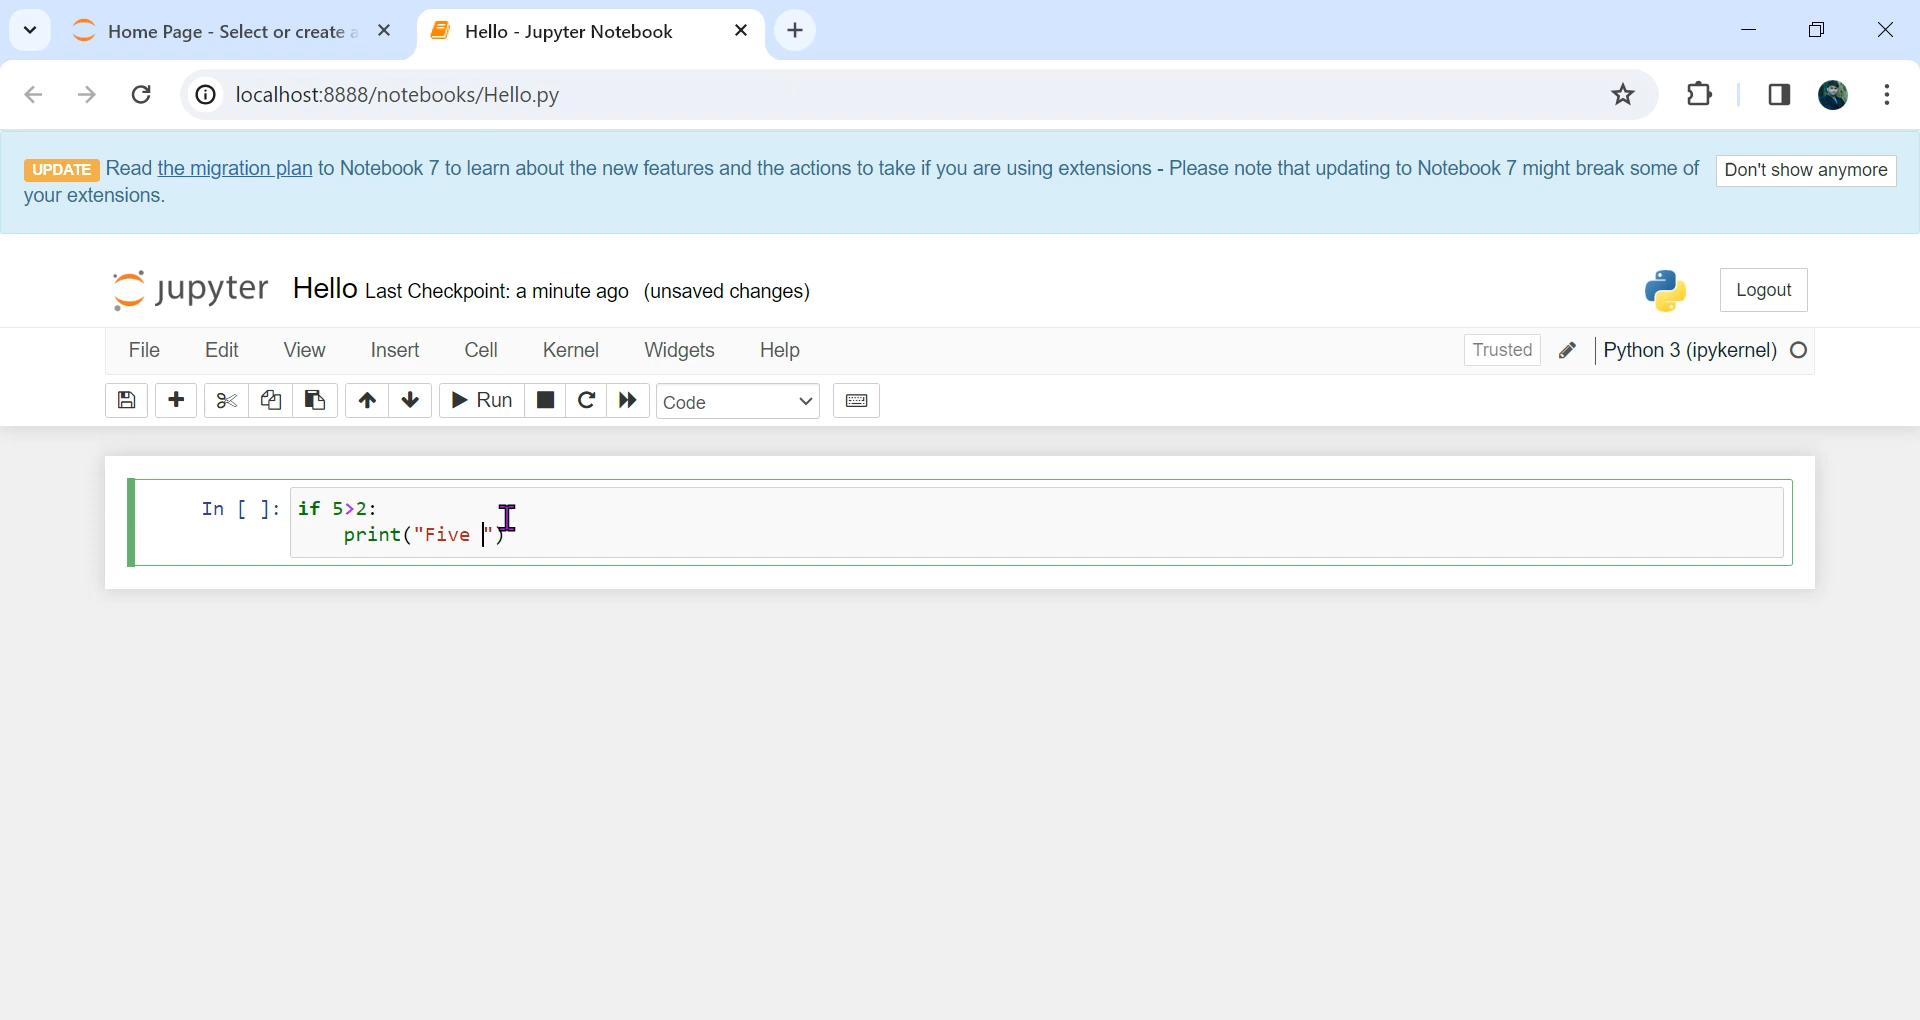 Home Page - Select or create a
Hello - Jupyter Notebook
localhost:8888/notebooks/Hello.py
UPDATE Read the migration plan to Notebook 7 to learn about the new features and the actions to take if you are using extensions - Please note that updating to Notebook 7 might break some of
your extensions.
Don't show anymore
jupyter Hello Last Checkpoint: a minute ago (unsaved changes)
Logout
File Edit View Insert Cell Kernel Widgets Help
Trusted Python 3 (ipykernel)
Run Code
In [ ]: if 5>2:
print("Five ")